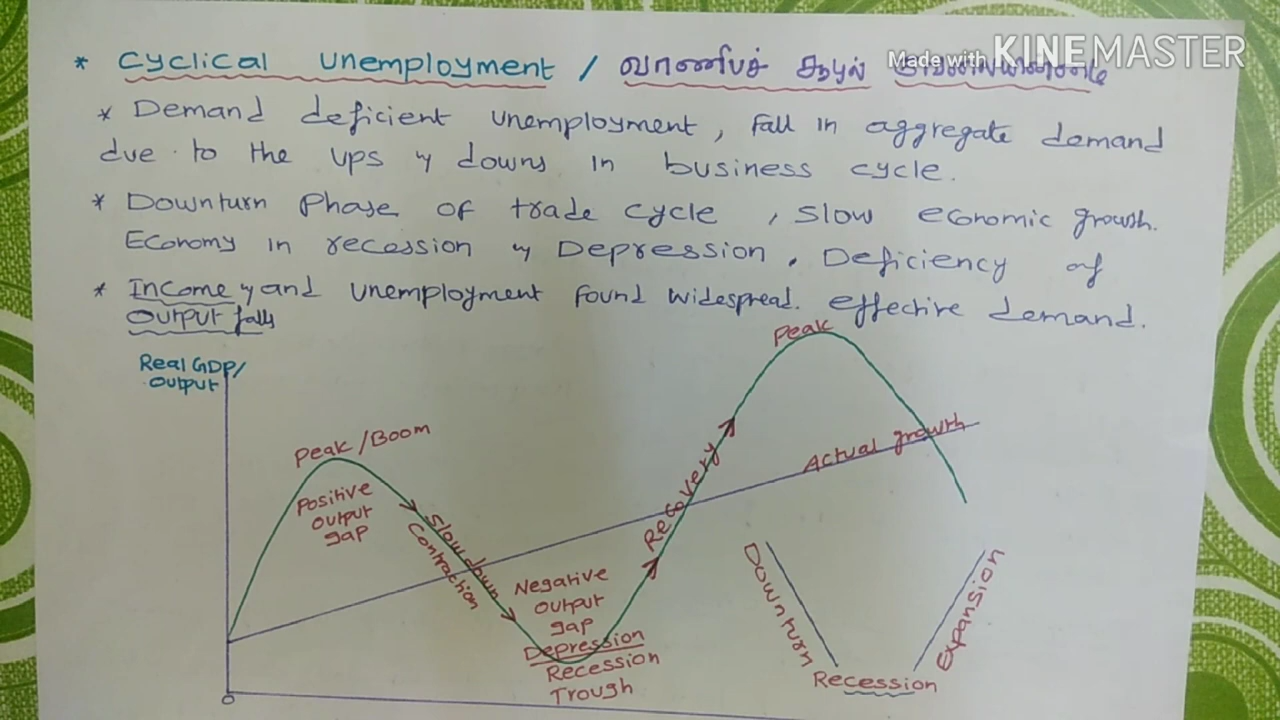 Made with KINEMASTER
* Cyclical Unemployment / வாணிபச் சூழல்
* Demand deficient unemployment, Fall in aggregate demand
due to the ups & downs in business cycle.
* Downturn Phase of trade cycle, slow economic growth.
Economy in recession & Depression, Deficiency of
* Income & and unemployment found widespread. effective demand.
output falls
Real GDP/
output
Peak
Peak/Boom
Positive
output
gap
Slow down
Contraction
Negative
output
gap
Depression
Recession
Trough
Recovery
Actual growth
Downturn
Recession
Expansion
0